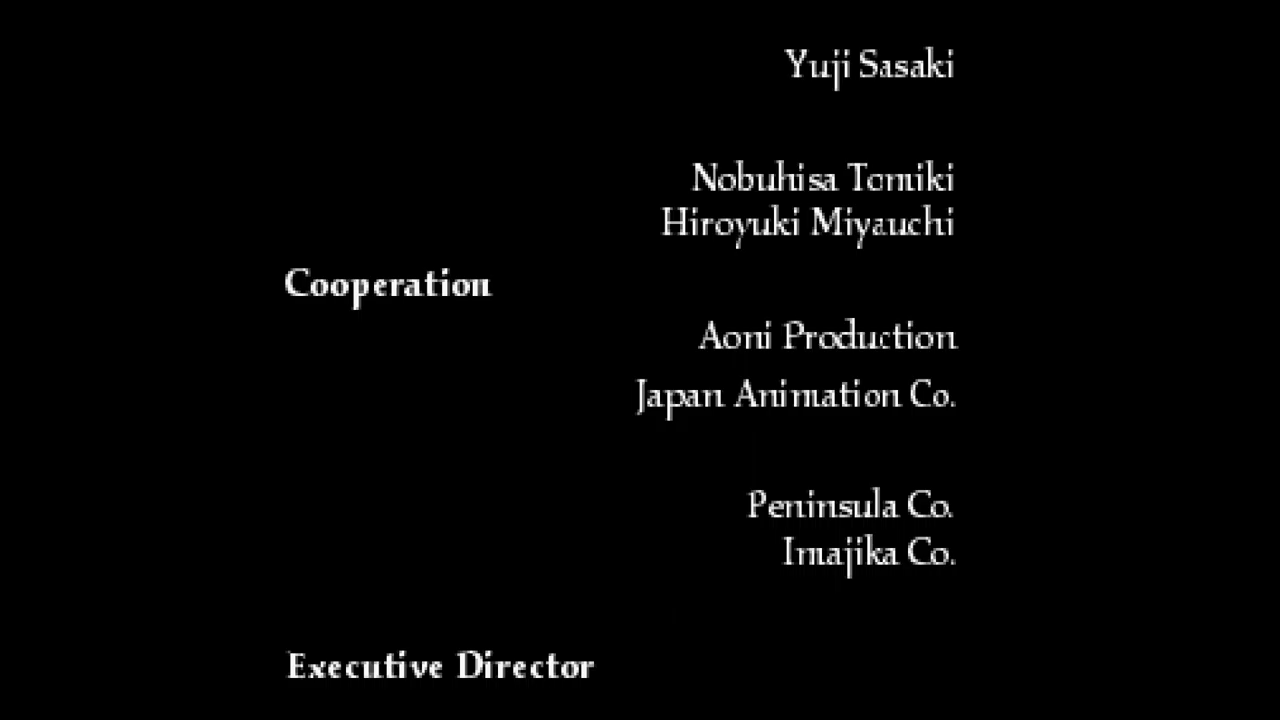 Yuji Sasaki
Nobuhisa Tomiki
Hiroyuki Miyauchi
Cooperation
Aoni Production
Japan Animation Co.
Peninsula Co.
Imajika Co.
Executive Director